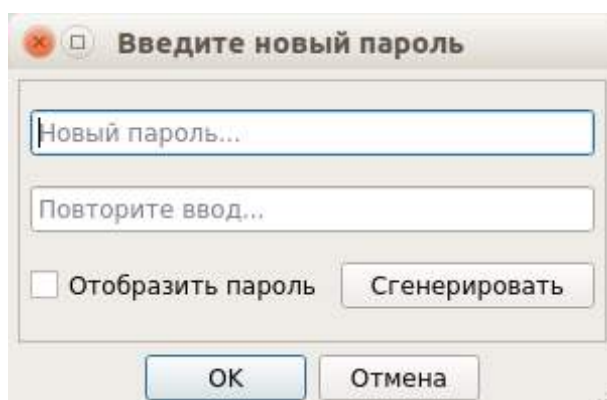 Введите новый пароль
Новый пароль...
Повторите ввод...
Отобразить пароль Сгенерировать
OK Отмена